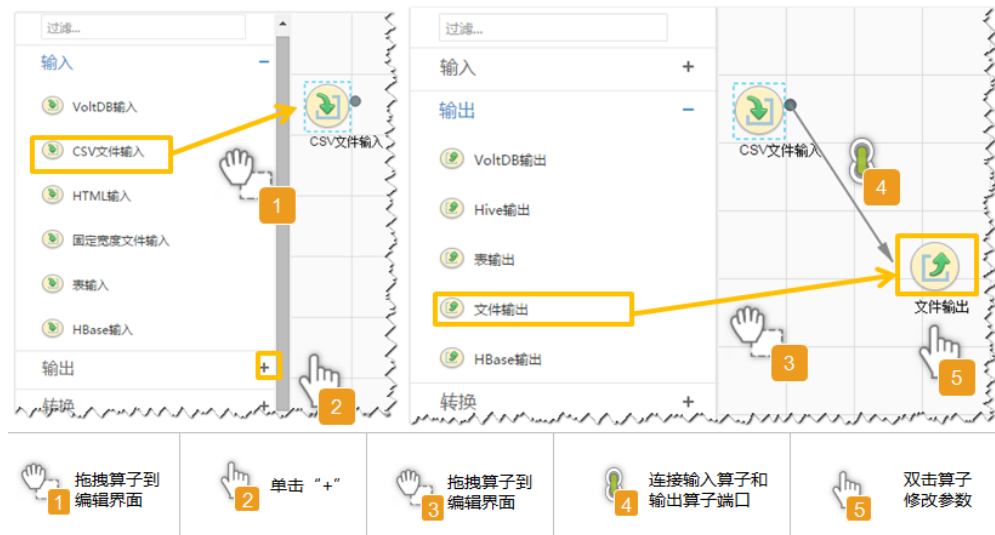 过滤...
输入
−
VoltDB输入
CSV文件输入
HTML输入
固定宽度文件输入
表输入
HBase输入
输出
+
转换
+
CSV文件输入
1
2
过滤...
输入
+
输出
−
VoltDB输出
Hive输出
表输出
文件输出
HBase输出
转换
+
CSV文件输入
4
文件输出
3
5
1
拖拽算子到
编辑界面
2
单击“+”
3
拖拽算子到
编辑界面
4
连接输入算子和
输出算子端口
5
双击算子
修改参数